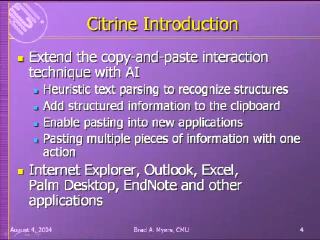 Citrine Introduction
Extend the copy-and-paste interaction
technique with AI
Heuristic text parsing to recognize structures
Add structured information to the clipboard
Enable pasting into new applications
Pasting multiple pieces of information with one
action
Internet Explorer, Outlook, Excel,
Palm Desktop, EndNote and other
applications
August 4, 2004
Brad A. Myers, CMU
4